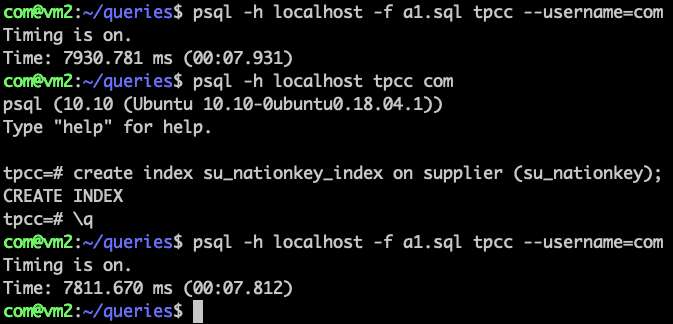 com@vm2:~/queries$ psql -h localhost -f a1.sql tpcc --username=com
Timing is on.
Time: 7930.781 ms (00:07.931)
com@vm2:~/queries$ psql -h localhost tpcc com
psql (10.10 (Ubuntu 10.10-0ubuntu0.18.04.1))
Type "help" for help.

tpcc=# create index su_nationkey_index on supplier (su_nationkey);
CREATE INDEX
tpcc=# \q
com@vm2:~/queries$ psql -h localhost -f a1.sql tpcc --username=com
Timing is on.
Time: 7811.670 ms (00:07.812)
com@vm2:~/queries$